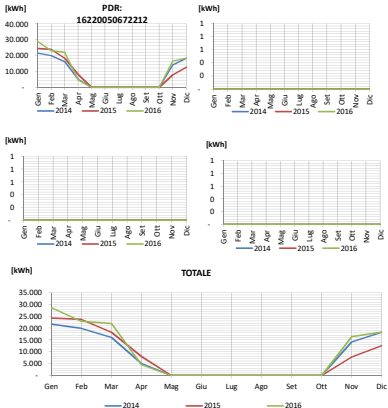 [kWh]
PDR:
16220050672212
40.000
30.000
20.000
10.000
-
Gen
Feb
Mar
Apr
Mag
Giu
Lug
Ago
Set
Ott
Nov
Dic
2014
2015
2016
[kWh]
1
1
1
0
0
-
Gen
Feb
Mar
Apr
Mag
Giu
Lug
Ago
Set
Ott
Nov
Dic
2014
2015
2016
[kWh]
1
1
1
0
0
-
Gen
Feb
Mar
Apr
Mag
Giu
Lug
Ago
Set
Ott
Nov
Dic
2014
2015
2016
[kWh]
1
1
1
0
0
-
Gen
Feb
Mar
Apr
Mag
Giu
Lug
Ago
Set
Ott
Nov
Dic
2014
2015
2016
[kWh]
TOTALE
35.000
30.000
25.000
20.000
15.000
10.000
5.000
-
Gen Feb Mar Apr Mag Giu Lug Ago Set Ott Nov Dic
2014 2015 2016